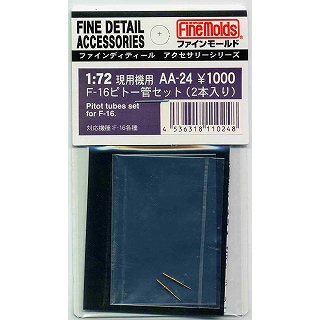 FINE DETAIL
ACCESSORIES
FineMolds
ファインモールド
ファインディティール アクセサリーシリーズ
1:72 現用機用 AA-24 ¥1000
F-16ピトー管セット(2本入り)
Pitot tubes set
for F-16.
対応機種:F-16各種
4 536318 110248